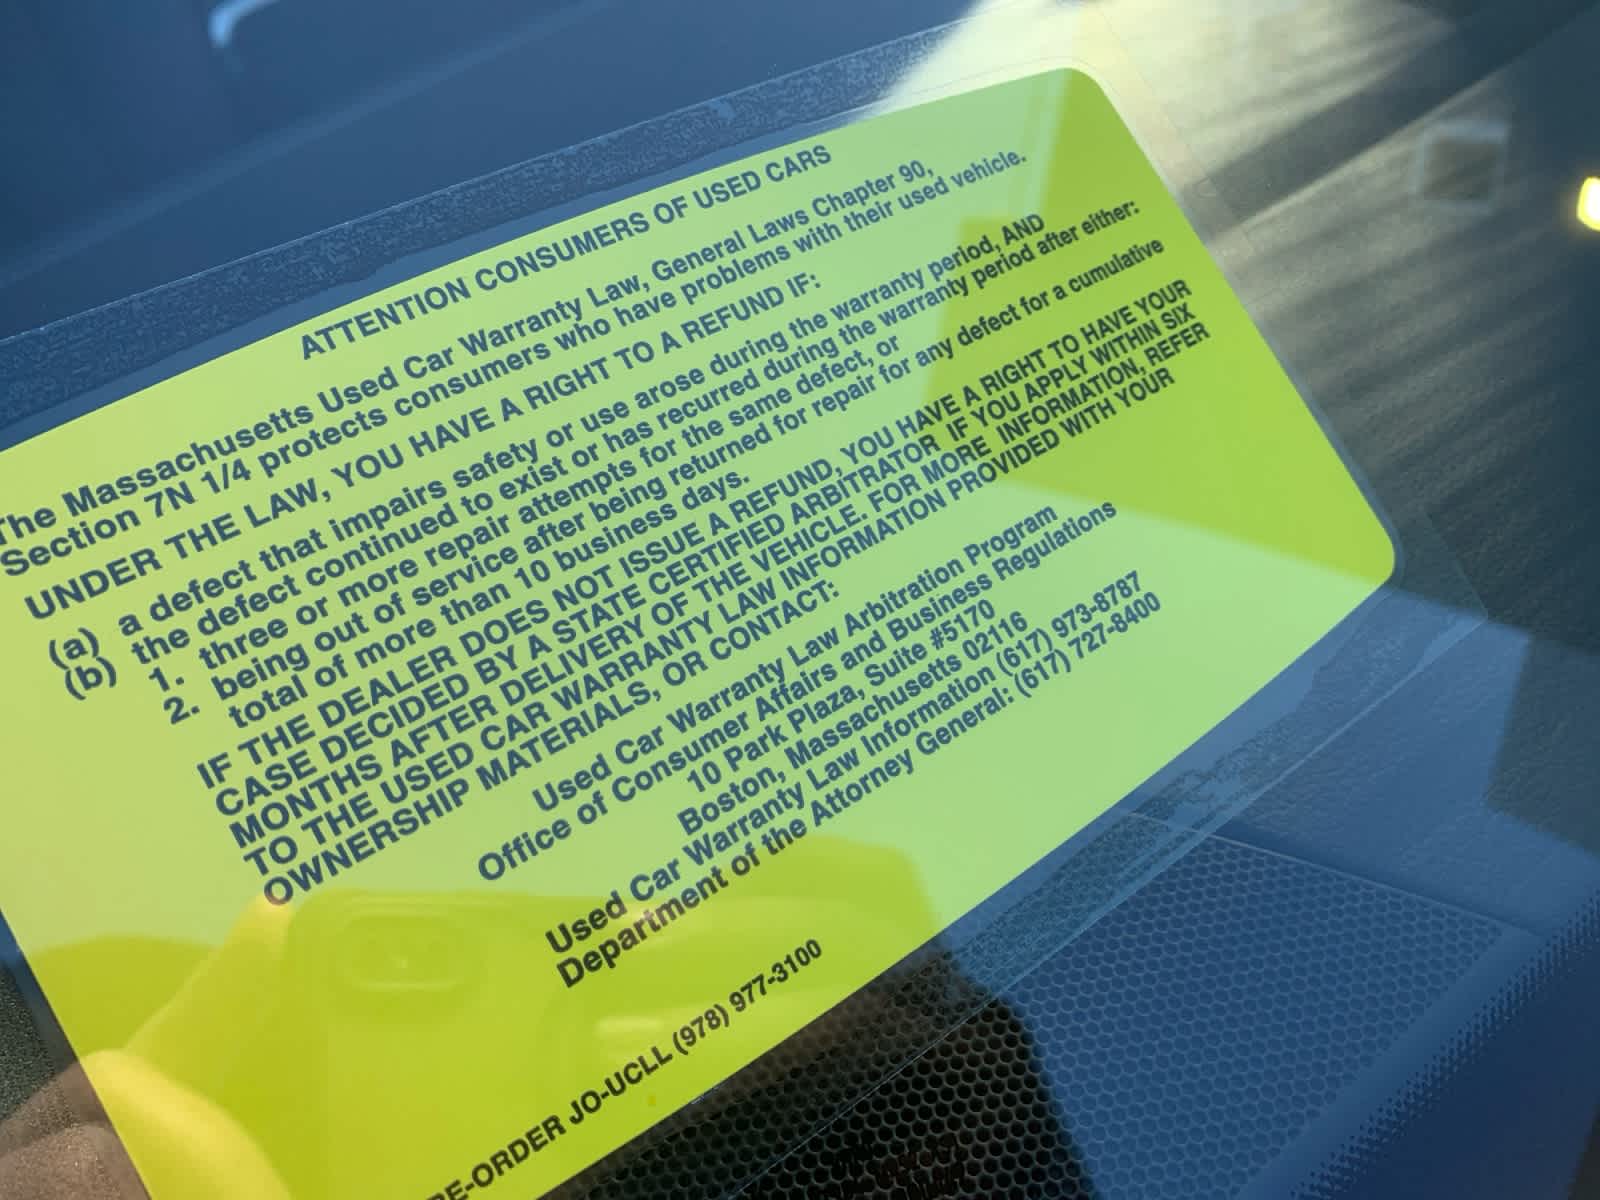 ATTENTION CONSUMERS OF USED CARS
The Massachusetts Used Car Warranty Law, General Laws Chapter 90,
Section 7N 1/4 protects consumers who have problems with their used vehicle.
UNDER THE LAW, YOU HAVE A RIGHT TO A REFUND IF:
(a) a defect that impairs safety or use arose during the warranty period, AND
(b) the defect continued to exist or has recurred during the warranty period after either:
1. three or more repair attempts for the same defect, or
2. being out of service after being returned for repair for any defect for a cumulative
total of more than 10 business days.
IF THE DEALER DOES NOT ISSUE A REFUND, YOU HAVE A RIGHT TO HAVE YOUR
CASE DECIDED BY A STATE CERTIFIED ARBITRATOR IF YOU APPLY WITHIN SIX
MONTHS AFTER DELIVERY OF THE VEHICLE. FOR MORE INFORMATION, REFER
TO THE USED CAR WARRANTY LAW INFORMATION PROVIDED WITH YOUR
OWNERSHIP MATERIALS, OR CONTACT:
Used Car Warranty Law Arbitration Program
Office of Consumer Affairs and Business Regulations
10 Park Plaza, Suite #5170
Boston, Massachusetts 02116
Used Car Warranty Law Information (617) 973-8787
Department of the Attorney General: (617) 727-8400
RE-ORDER JO-UCLL (978) 977-3100